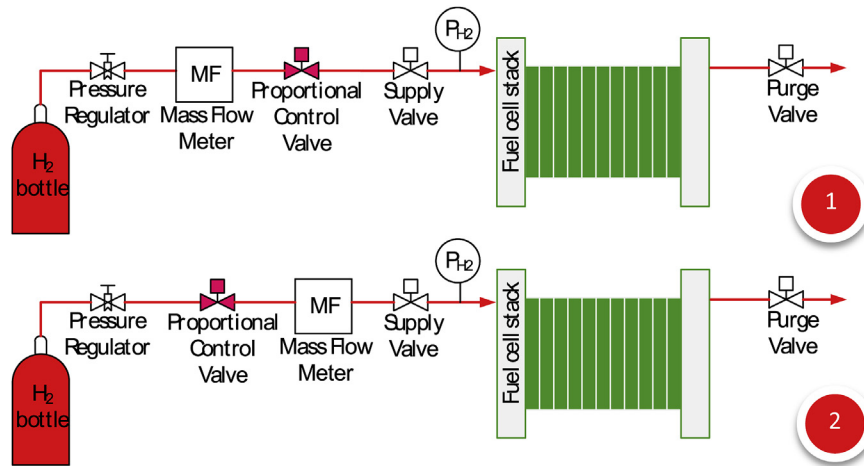 P_H2
MF
Pressure
Regulator
Mass Flow
Meter
Proportional
Control
Valve
Supply
Valve
Fuel cell stack
Purge
Valve
H₂
bottle
1
P_H2
MF
Pressure
Regulator
Proportional
Control
Valve
Mass Flow
Meter
Supply
Valve
Fuel cell stack
Purge
Valve
H₂
bottle
2